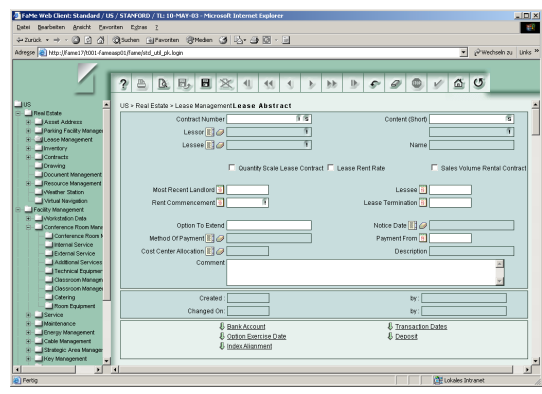 FaMe Web Client: Standard / US / STANFORD / TL: 10-MAY-03 - Microsoft Internet Explorer
Datei Bearbeiten Ansicht Favoriten Extras ?
Zurück Suchen Favoriten Medien
Adresse http://fame17/t001-fameasp01/fame/std_util_pk.login Wechseln zu Links »
US
Real Estate
Asset Address
Parking Facility Manager
Lease Management
Inventory
Contracts
Drawing
Document Management
Resource Management
Weather Station
Virtual Navigation
Facility Management
Workstation Data
Conference Room Mana
Conference Room M
Internal Service
External Service
Additional Services
Technical Equipmen
Classroom Managem
Classroom Managem
Catering
Room Equipment
Service
Maintenance
Energy Management
Cable Management
Strategic Area Manager
Key Management
US > Real Estate > Lease Management Lease Abstract
Contract Number Content (Short)
Lessor
Lessee Name
Quantity Scale Lease Contract Lease Rent Rate Sales Volume Rental Contract
Most Recent Landlord Lessee
Rent Commencement Lease Termination
Option To Extend Notice Date
Method Of Payment Payment From
Cost Center Allocation Description
Comment
Created : by:
Changed On: by:
Bank Account Transaction Dates
Option Exercise Date Deposit
Index Alignment
Fertig Lokales Intranet